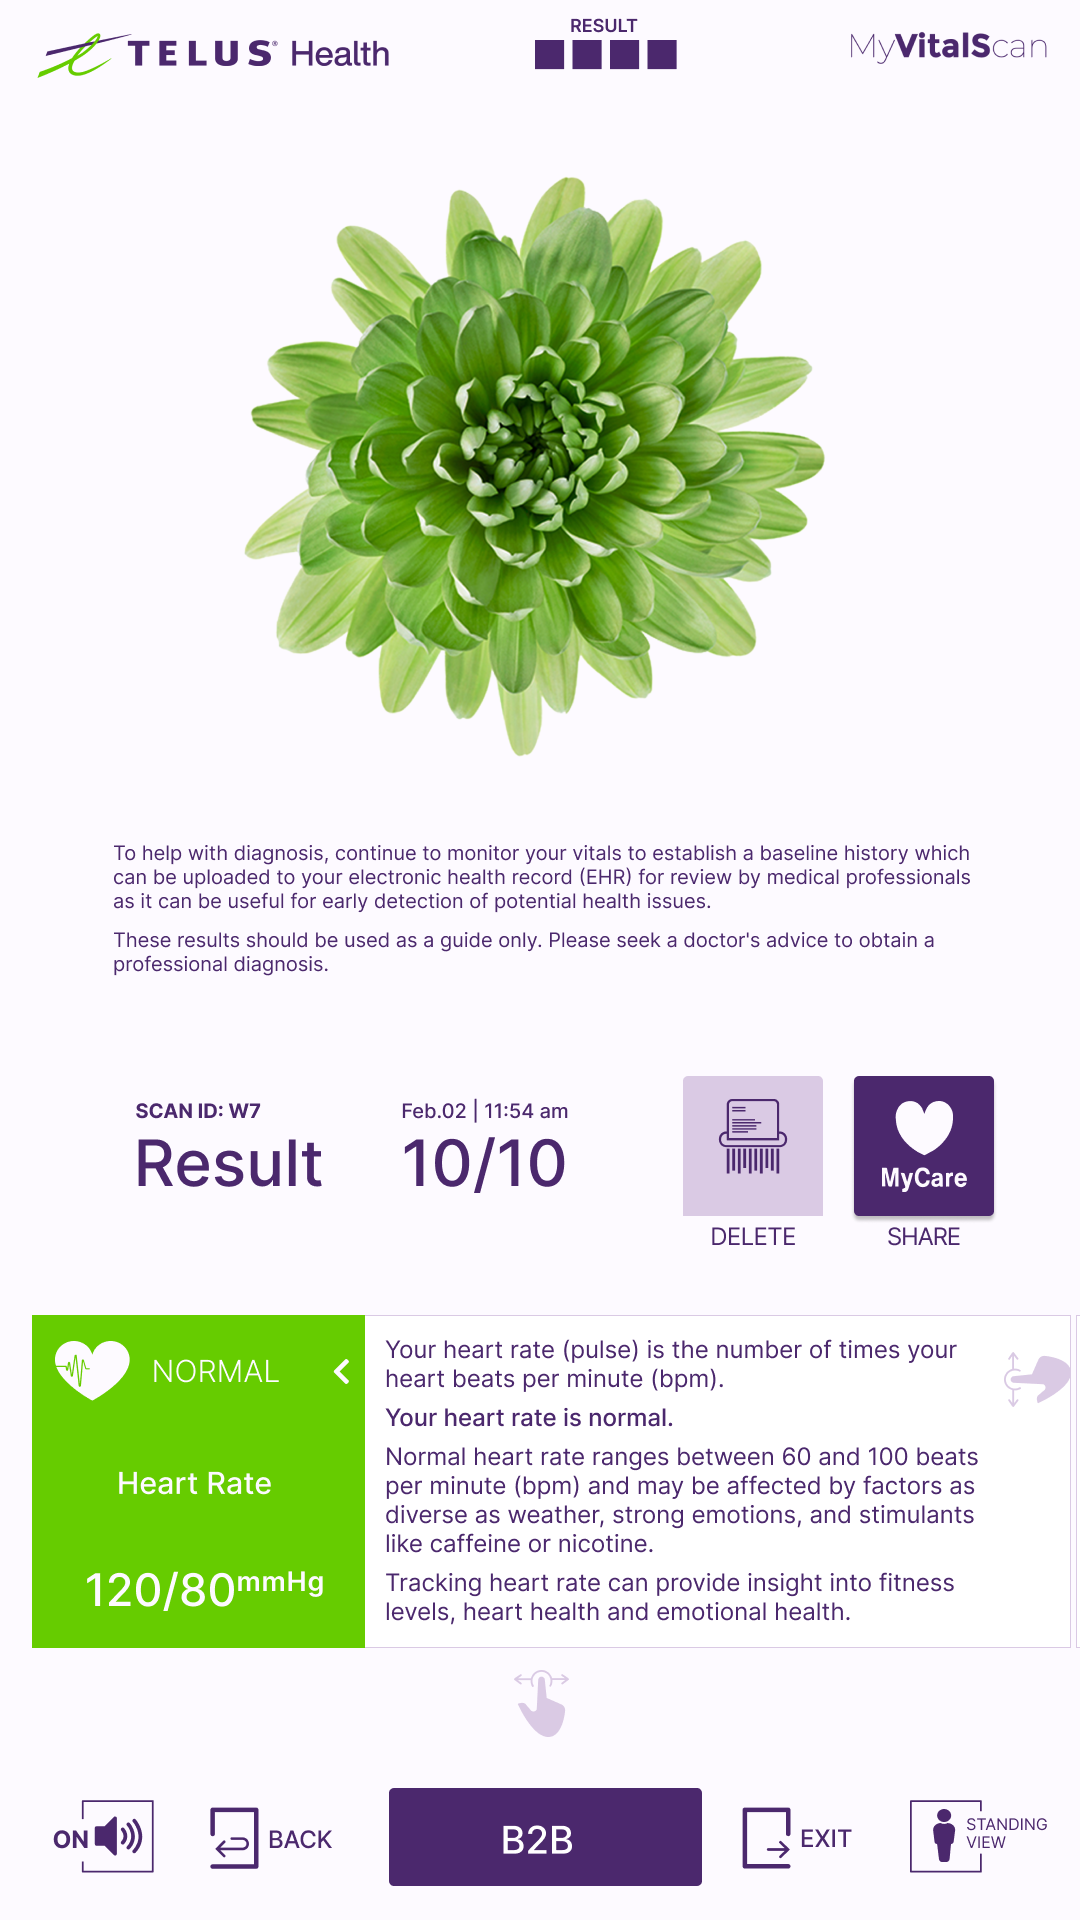 TELUS® Health
RESULT
MyVitalScan
To help with diagnosis, continue to monitor your vitals to establish a baseline history which
can be uploaded to your electronic health record (EHR) for review by medical professionals
as it can be useful for early detection of potential health issues.
These results should be used as a guide only. Please seek a doctor's advice to obtain a
professional diagnosis.
SCAN ID: W7
Feb.02 | 11:54 am
Result
10/10
MyCare
DELETE
SHARE
NORMAL
Heart Rate
120/80mmHg
Your heart rate (pulse) is the number of times your
heart beats per minute (bpm).
Your heart rate is normal.
Normal heart rate ranges between 60 and 100 beats
per minute (bpm) and may be affected by factors as
diverse as weather, strong emotions, and stimulants
like caffeine or nicotine.
Tracking heart rate can provide insight into fitness
levels, heart health and emotional health.
ON
BACK
B2B
EXIT
STANDING
VIEW